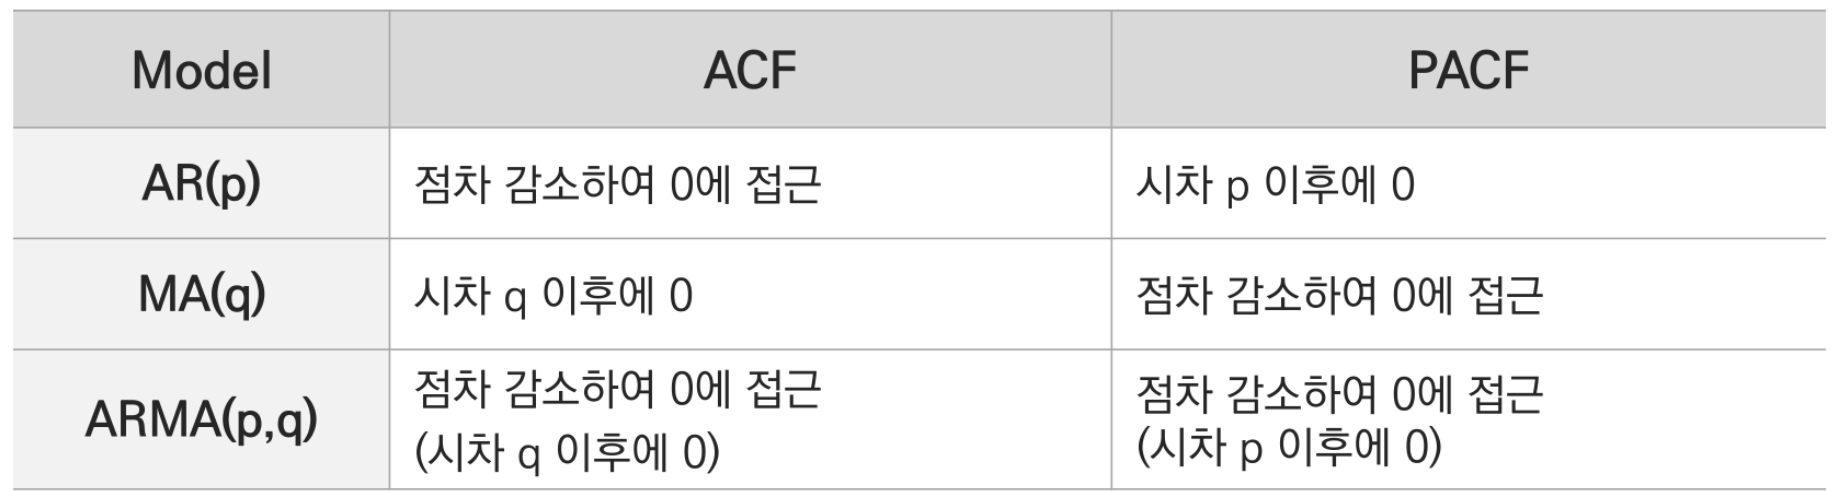 Model ACF PACF
AR(p) 점차 감소하여 0에 접근 시차 p 이후에 0
MA(q) 시차 q 이후에 0 점차 감소하여 0에 접근
ARMA(p,q) 점차 감소하여 0에 접근 점차 감소하여 0에 접근
(시차 q 이후에 0) (시차 p 이후에 0)